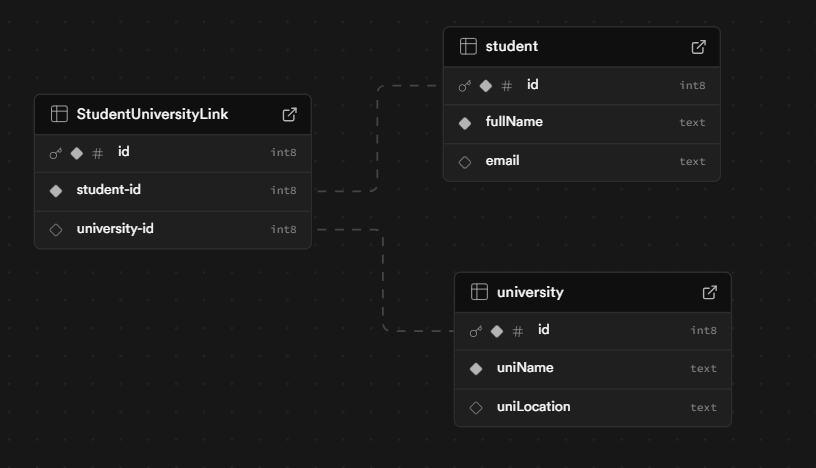 StudentUniversityLink
id int8
student-id int8
university-id int8
student
id int8
fullName text
email text
university
id int8
uniName text
uniLocation text